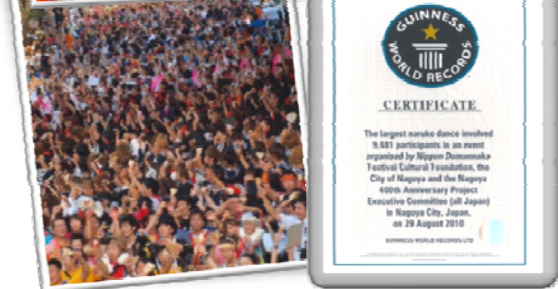 GUINNESS
WORLD RECORDS
CERTIFICATE
The largest naruko dance involved
9,481 participants in an event
organised by Nippon Domannaka
Festival Cultural Foundation, the
City of Nagoya and the Nagoya
400th Anniversary Project
Executive Committee (all Japan)
in Nagoya City, Japan,
on 29 August 2010
GUINNESS WORLD RECORDS LTD